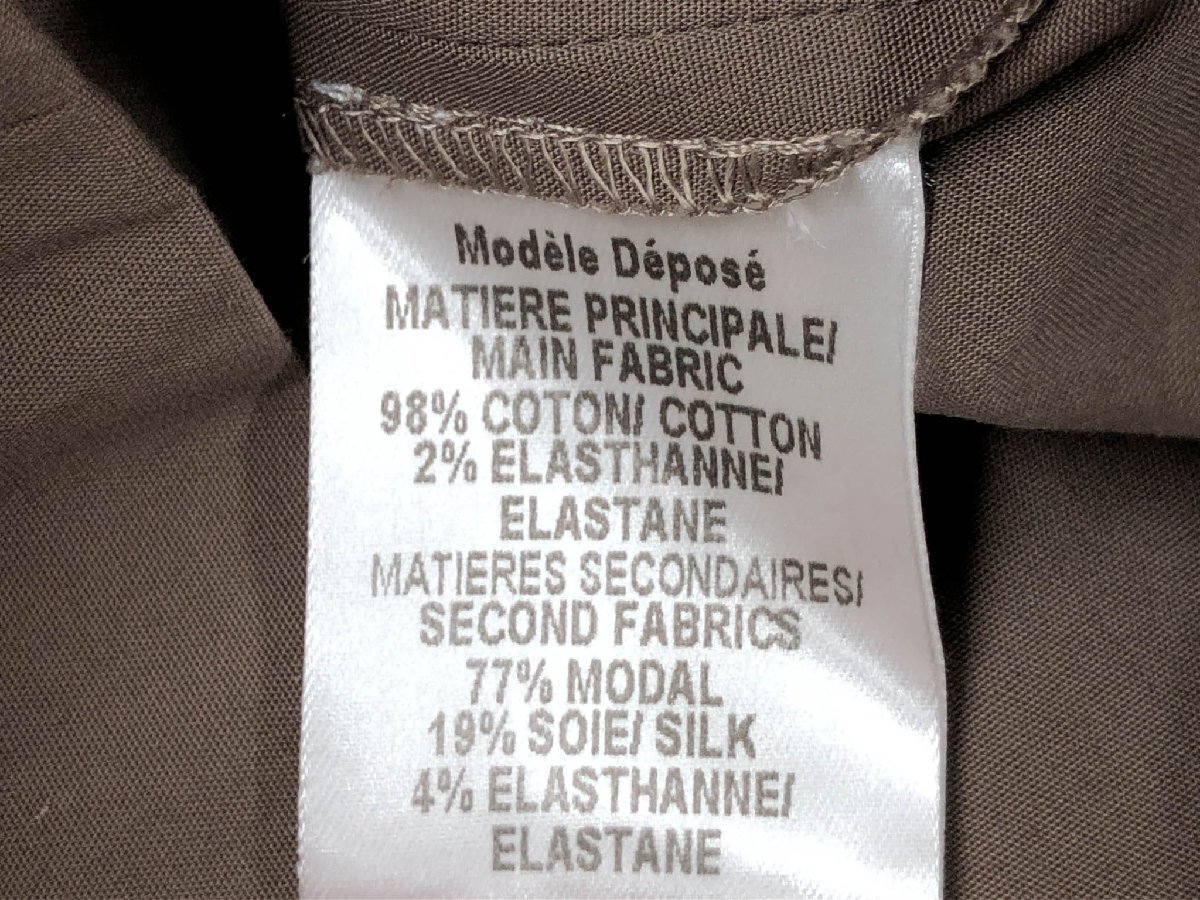 Modèle Déposé
MATIERE PRINCIPALE/
MAIN FABRIC
98% COTON/ COTTON
2% ELASTHANNE/
ELASTANE
MATIERES SECONDAIRES/
SECOND FABRICS
77% MODAL
19% SOIE/ SILK
4% ELASTHANNE/
ELASTANE